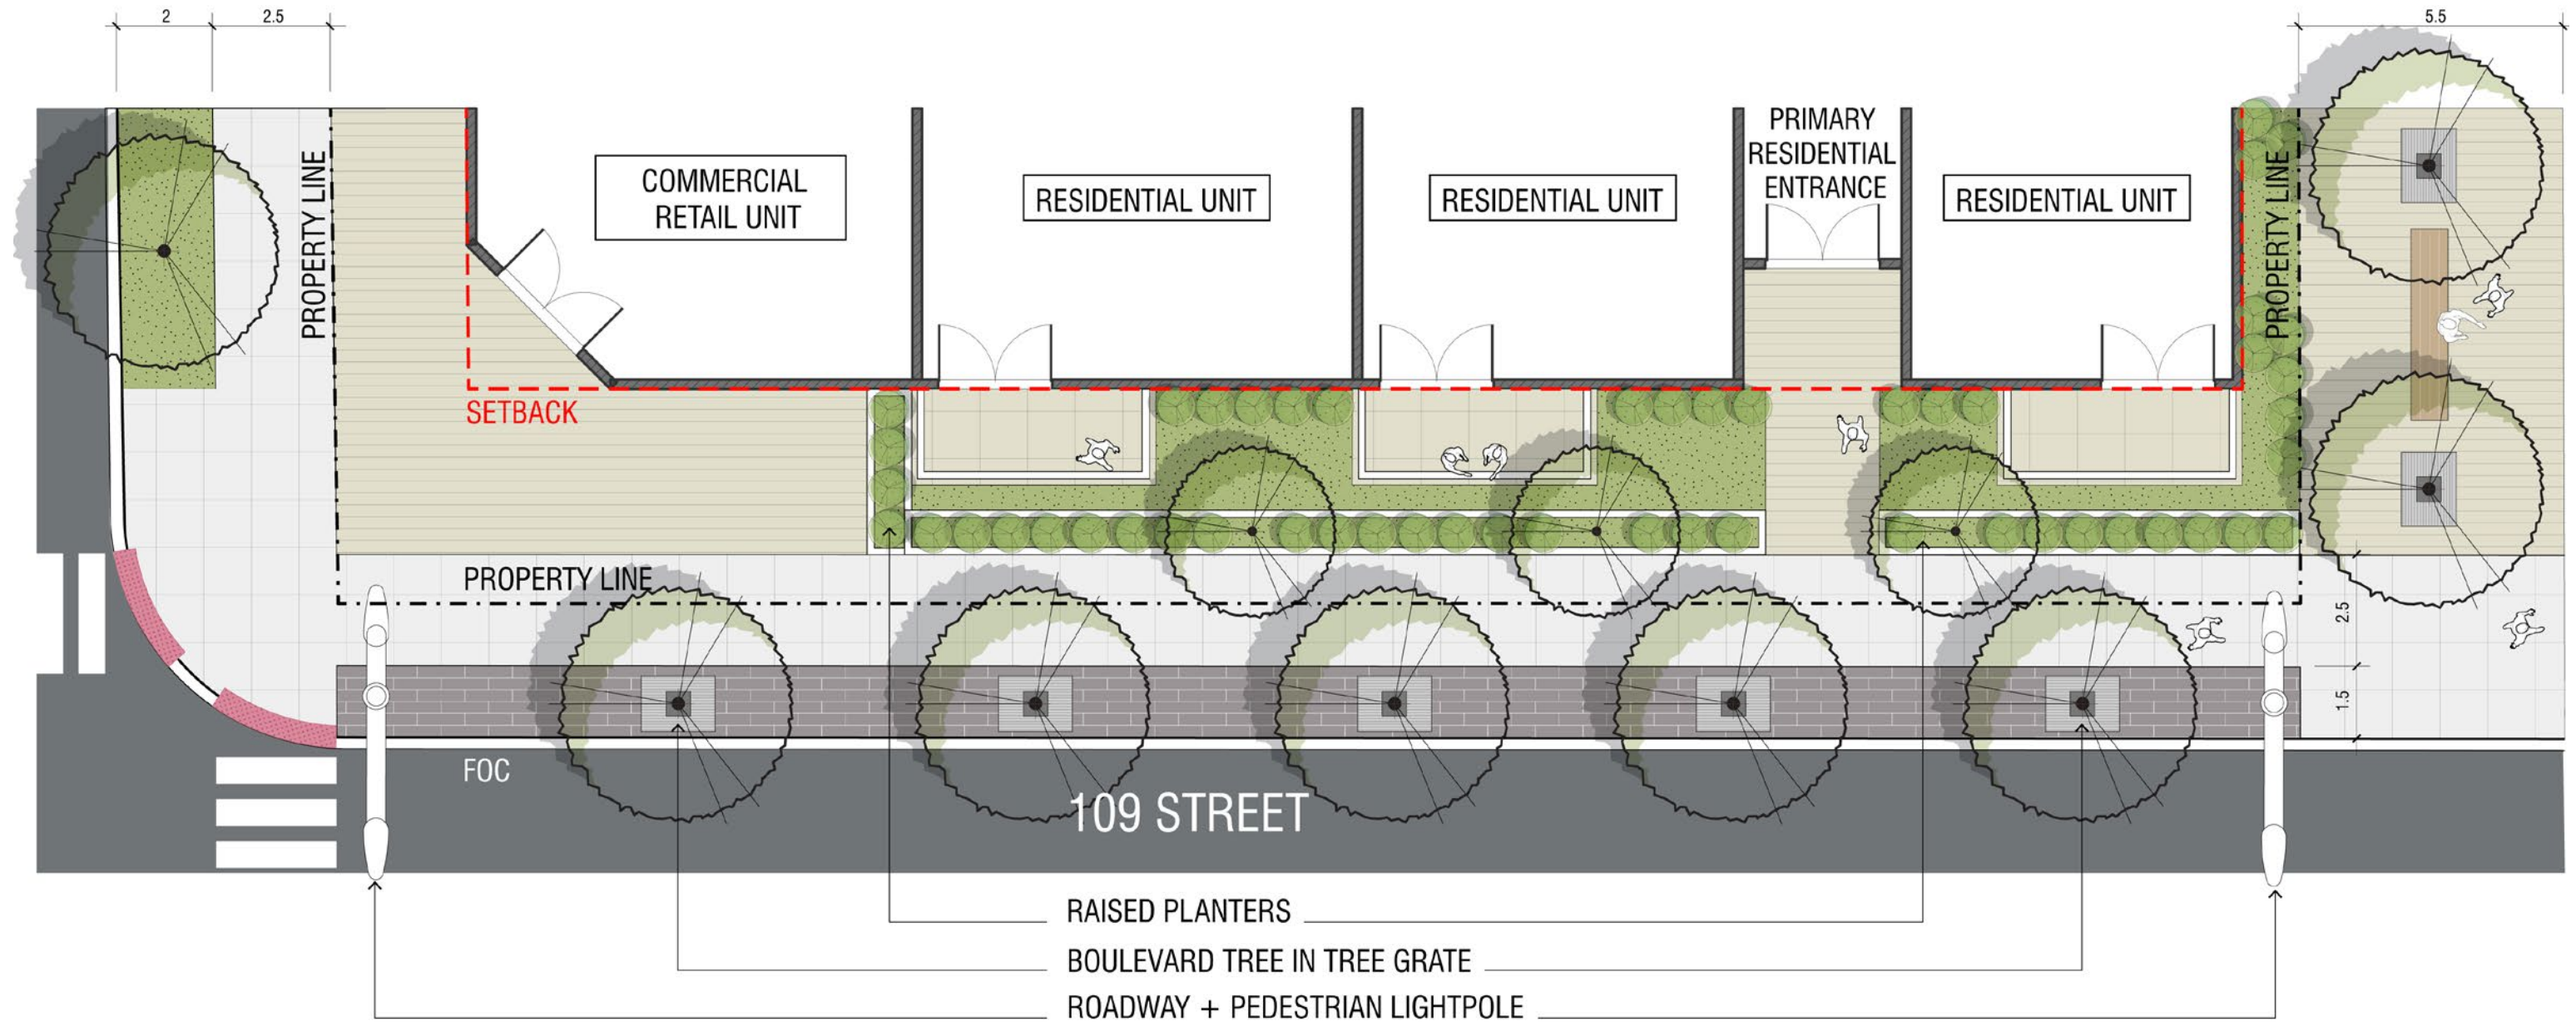 2
2.5
5.5
PROPERTY LINE
COMMERCIAL
RETAIL UNIT
RESIDENTIAL UNIT
RESIDENTIAL UNIT
PRIMARY
RESIDENTIAL
ENTRANCE
RESIDENTIAL UNIT
PROPERTY LINE
SETBACK
PROPERTY LINE
2.5
1.5
FOC
109 STREET
RAISED PLANTERS
BOULEVARD TREE IN TREE GRATE
ROADWAY + PEDESTRIAN LIGHTPOLE